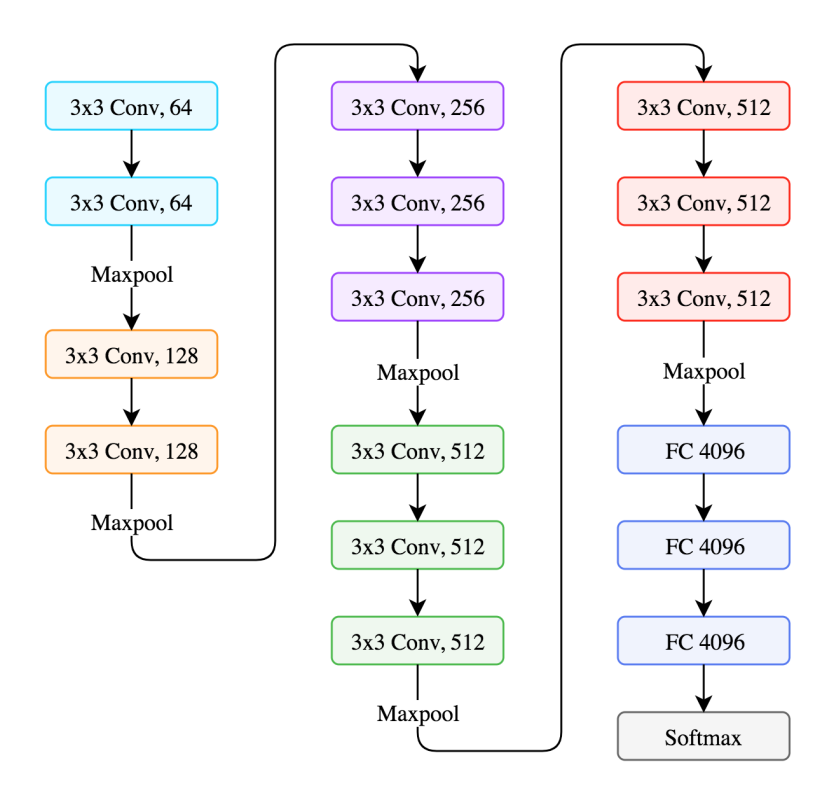 3x3 Conv, 64
3x3 Conv, 64
Maxpool
3x3 Conv, 128
3x3 Conv, 128
Maxpool
3x3 Conv, 256
3x3 Conv, 256
3x3 Conv, 256
Maxpool
3x3 Conv, 512
3x3 Conv, 512
3x3 Conv, 512
Maxpool
3x3 Conv, 512
3x3 Conv, 512
3x3 Conv, 512
Maxpool
FC 4096
FC 4096
FC 4096
Softmax